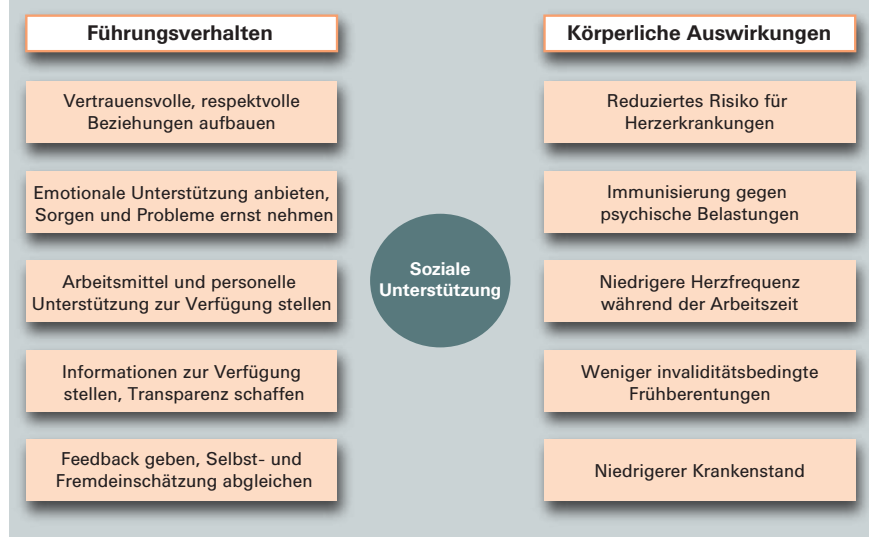 Führungsverhalten
Vertrauensvolle, respektvolle
Beziehungen aufbauen
Emotionale Unterstützung anbieten,
Sorgen und Probleme ernst nehmen
Arbeitsmittel und personelle
Unterstützung zur Verfügung stellen
Informationen zur Verfügung
stellen, Transparenz schaffen
Feedback geben, Selbst- und
Fremdeinschätzung abgleichen
Soziale
Unterstützung
Körperliche Auswirkungen
Reduziertes Risiko für
Herzerkrankungen
Immunisierung gegen
psychische Belastungen
Niedrigere Herzfrequenz
während der Arbeitszeit
Weniger invaliditätsbedingte
Frühberentungen
Niedrigerer Krankenstand